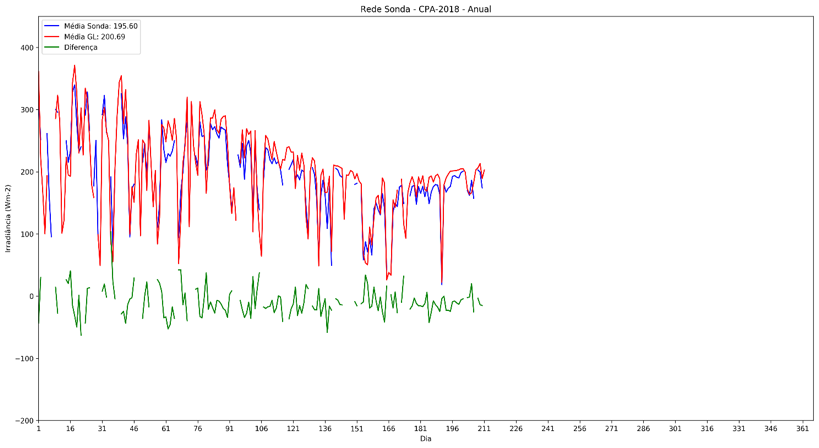 Rede Sonda - CPA-2018 - Anual
Média Sonda: 195.60
Média GL: 200.69
Diferença
Irradiância (Wm-2)
400
300
200
100
0
−100
−200
1 16 31 46 61 76 91 106 121 136 151 166 181 196 211 226 241 256 271 286 301 316 331 346 361
Dia